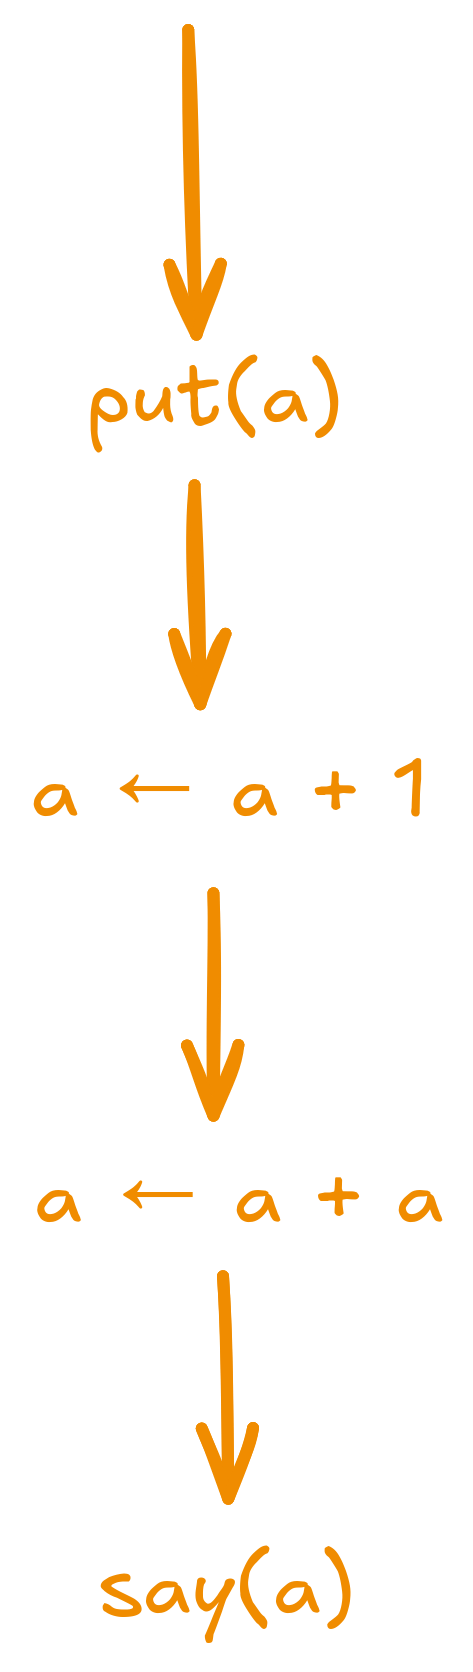 put(a)
a ← a + 1
a ← a + a
say(a)